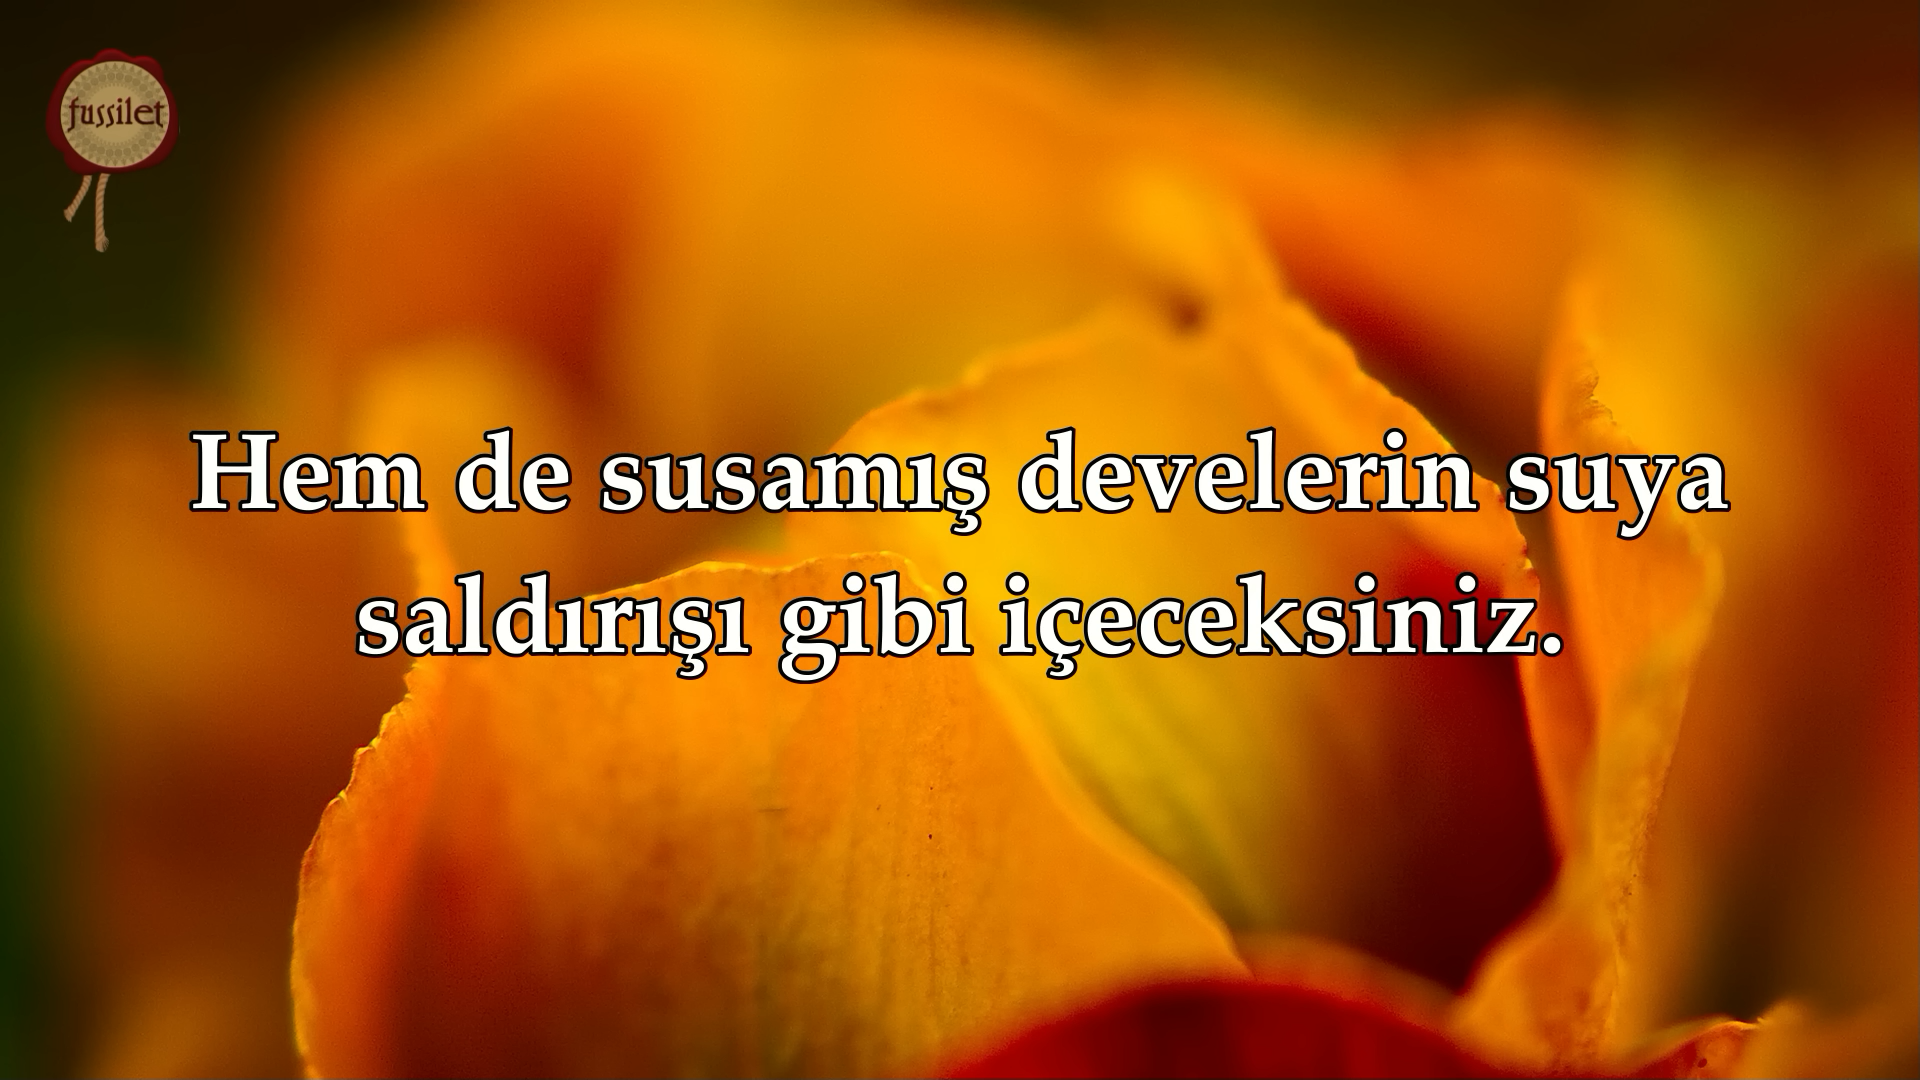 fussilet
Hem de susamış develerin suya
saldırışı gibi içeceksiniz.